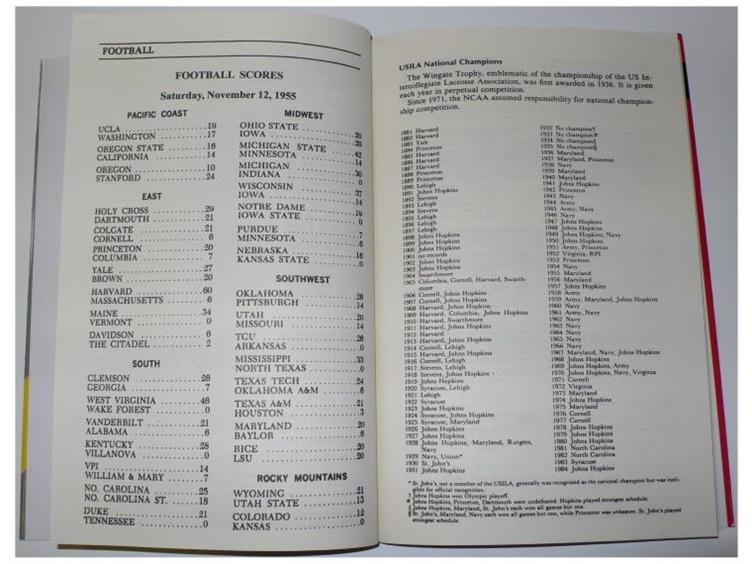 FOOTBALL
FOOTBALL SCORES
Saturday, November 12, 1955
PACIFIC COAST
UCLA 19
WASHINGTON 17
OREGON STATE 16
CALIFORNIA 14
OREGON 10
STANFORD 24
EAST
HOLY CROSS 29
DARTMOUTH 21
COLGATE 21
CORNELL 6
PRINCETON 20
COLUMBIA 7
YALE 27
BROWN 20
HARVARD 60
MASSACHUSETTS 6
MAINE 34
VERMONT 0
DAVIDSON 6
THE CITADEL 2
SOUTH
CLEMSON 26
GEORGIA 7
WEST VIRGINIA 46
WAKE FOREST 0
VANDERBILT 21
ALABAMA 6
KENTUCKY 28
VILLANOVA 0
VPI 14
WILLIAM & MARY 7
NO. CAROLINA 25
NO. CAROLINA ST. 18
DUKE 21
TENNESSEE 0
MIDWEST
OHIO STATE 20
IOWA
MICHIGAN STATE 42
MINNESOTA 14
MICHIGAN 30
INDIANA 0
WISCONSIN 37
IOWA 14
NOTRE DAME 19
IOWA STATE 0
PURDUE 7
MINNESOTA 6
NEBRASKA 16
KANSAS STATE 0
SOUTHWEST
OKLAHOMA
PITTSBURGH 14
UTAH 20
MISSOURI 14
TCU 26
ARKANSAS 0
MISSISSIPPI 33
NORTH TEXAS 0
TEXAS TECH 24
OKLAHOMA A&M 6
TEXAS A&M 21
HOUSTON 3
MARYLAND 20
BAYLOR 6
RICE 20
LSU 20
ROCKY MOUNTAINS
WYOMING 21
UTAH STATE 13
COLORADO 12
KANSAS 0
USILA National Champions
The Wingate Trophy, emblematic of the championship of the US In-
tercollegiate Lacrosse Association, was first awarded in 1936. It is given
each year in perpetual competition.
Since 1971, the NCAA assumed responsibility for national champion-
ship competition.
1881 Harvard
1882 Harvard
1883 Yale
1884 Princeton
1885 Harvard
1886 Harvard
1887 Harvard
1888 Princeton
1889 Princeton
1890 Lehigh
1891 Johns Hopkins
1892 Stevens
1893 Lehigh
1894 Stevens
1895 Lehigh
1896 Lehigh
1897 Lehigh
1898 Johns Hopkins
1899 Johns Hopkins
1900 Johns Hopkins
1901 no records
1902 Johns Hopkins
1903 Johns Hopkins
1904 Swarthmore
1905 Columbia, Cornell, Harvard, Swarth-
more
1906 Cornell, Johns Hopkins
1907 Cornell, Johns Hopkins
1908 Harvard, Johns Hopkins
1909 Harvard, Columbia, Johns Hopkins
1910 Harvard, Swarthmore
1911 Harvard
1912 Harvard
1913 Harvard, Johns Hopkins
1914 Cornell, Lehigh
1915 Harvard, Johns Hopkins
1916 Cornell, Lehigh
1917 Stevens, Lehigh
1918 Stevens, Johns Hopkins
1919 Johns Hopkins
1920 Syracuse, Lehigh
1921 Lehigh
1922 Syracuse
1923 Johns Hopkins
1924 Syracuse, Johns Hopkins
1925 Syracuse, Maryland
1926 Johns Hopkins
1927 Johns Hopkins
1928 Johns Hopkins, Maryland, Rutgers,
Navy
1929 Navy, Union*
1930 St. John's
1931 Johns Hopkins
1932 No champion
1933 No champion
1934 No champion
1935 No champion
1936 Maryland
1937 Maryland, Princeton
1938 Navy
1939 Maryland
1940 Maryland
1941 Johns Hopkins
1942 Princeton
1943 Navy
1944 Army
1945 Army, Navy
1946 Navy
1947 Johns Hopkins
1948 Johns Hopkins
1949 Johns Hopkins, Navy
1950 Johns Hopkins
1951 Army, Princeton
1952 Virginia, RPI
1953 Princeton
1954 Navy
1955 Maryland
1956 Maryland
1957 Johns Hopkins
1958 Army
1959 Army, Maryland, Johns Hopkins
1960 Navy
1961 Army, Navy
1962 Navy
1963 Navy
1964 Navy
1965 Navy
1966 Navy
1967 Maryland, Navy, Johns Hopkins
1968 Johns Hopkins
1969 Johns Hopkins, Army
1970 Johns Hopkins, Navy, Virginia
1971 Cornell
1972 Virginia
1973 Maryland
1974 Johns Hopkins
1975 Maryland
1976 Cornell
1977 Cornell
1978 Johns Hopkins
1979 Johns Hopkins
1980 Johns Hopkins
1981 North Carolina
1982 North Carolina
1983 Syracuse
1984 Johns Hopkins
* St. John's, not a member of the USILA, generally was recognized as the national champion but was ineli-
gible for official recognition.
Johns Hopkins won Olympic playoff.
Johns Hopkins, Princeton, Dartmouth were undefeated. Hopkins played strongest schedule.
Johns Hopkins, Maryland, St. John's each won all games but one.
St. John's, Maryland, Navy each won all games but one, while Princeton was unbeaten. St. John's played
strongest schedule.